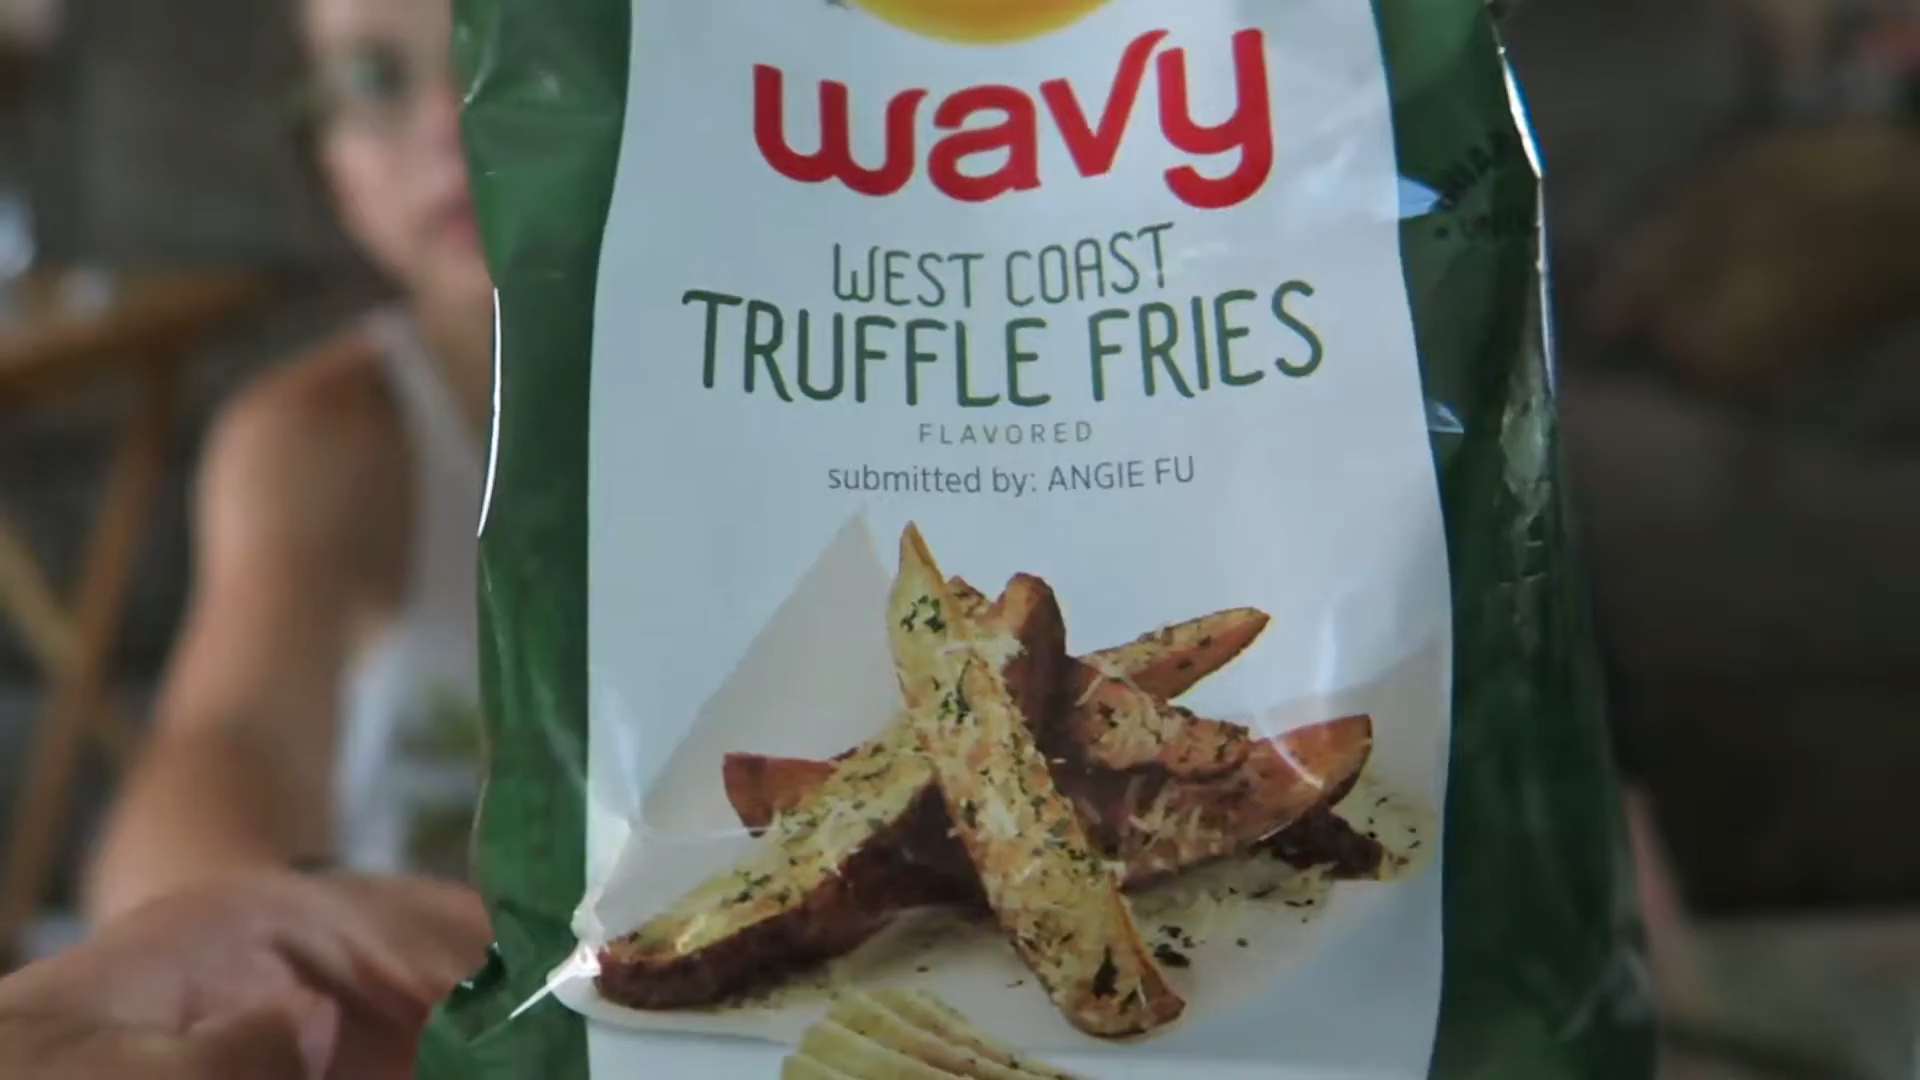 wavy
WEST COAST
TRUFFLE FRIES
FLAVORED
submitted by: ANGIE FU